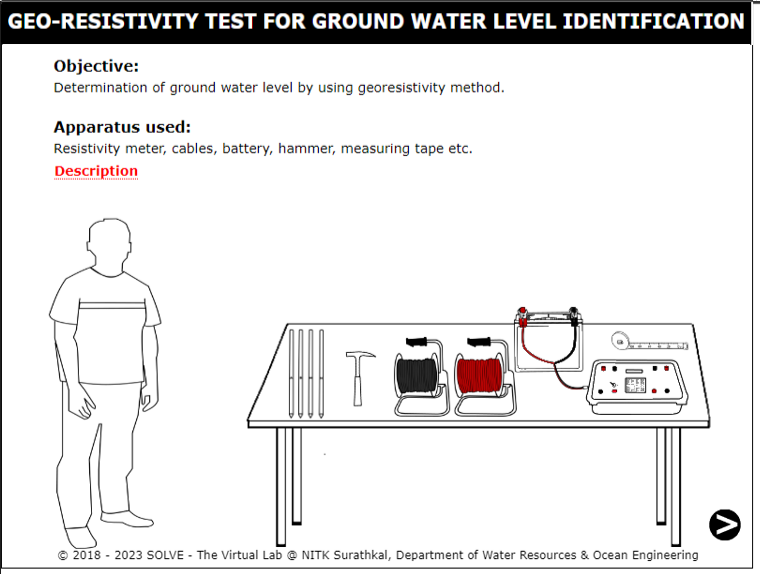 GEO-RESISTIVITY TEST FOR GROUND WATER LEVEL IDENTIFICATION
Objective:
Determination of ground water level by using georesistivity method.
Apparatus used:
Resistivity meter, cables, battery, hammer, measuring tape etc.
Description
© 2018 - 2023 SOLVE - The Virtual Lab @ NITK Surathkal, Department of Water Resources & Ocean Engineering